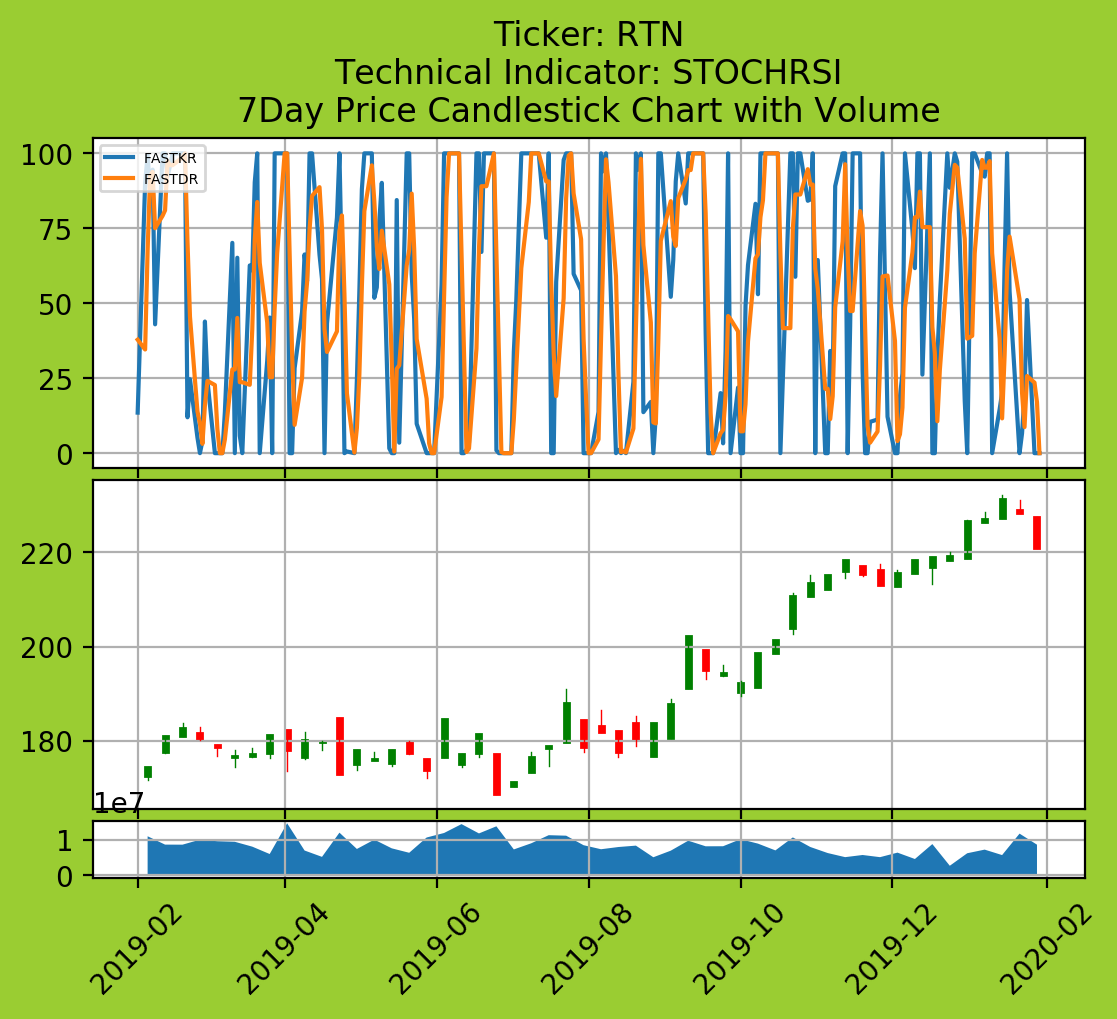 Ticker: RTN
Technical Indicator: STOCHRSI
7Day Price Candlestick Chart with Volume
100
75
50
25
0
FASTKR
FASTDR
220
200
180
1e7
1
0
2019-02
2019-04
2019-06
2019-08
2019-10
2019-12
2020-02